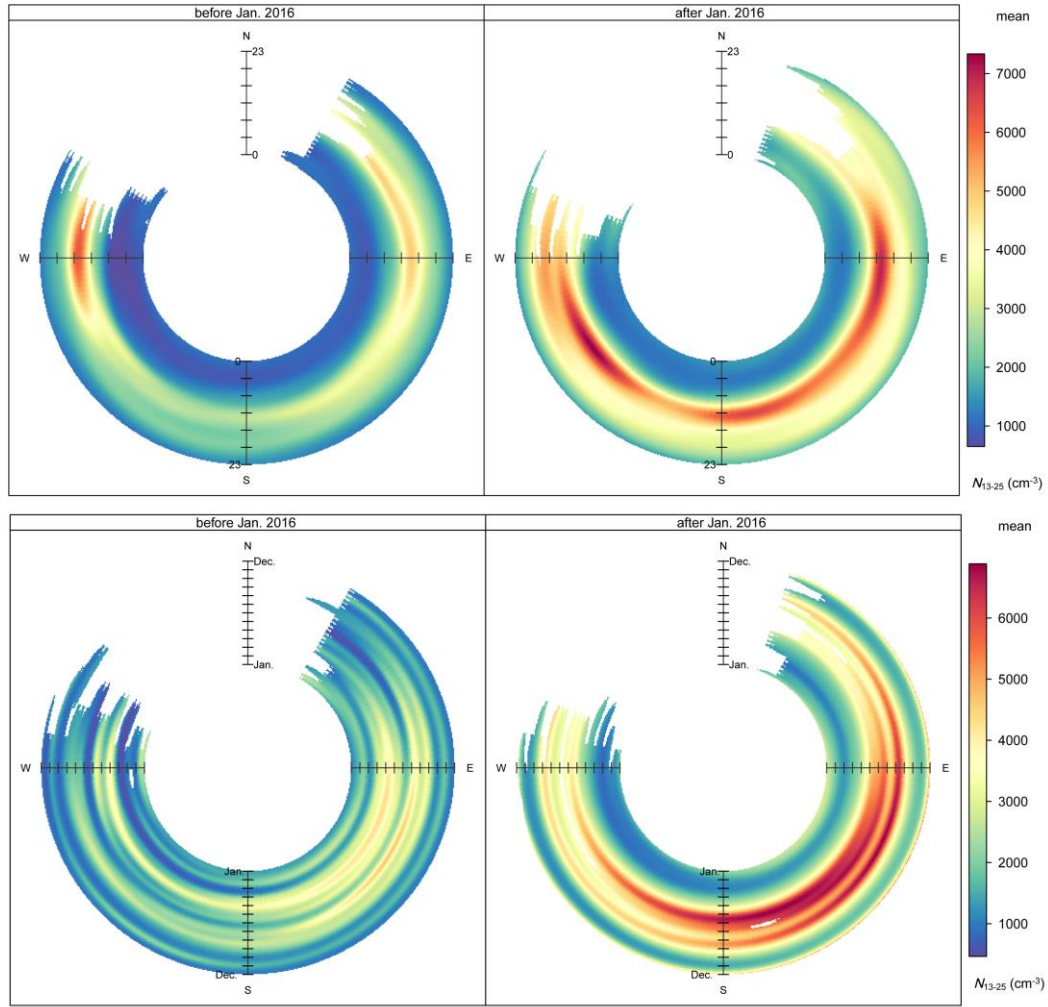 before Jan. 2016
after Jan. 2016
mean
N
23
0
W
E
0
23
S
N
23
0
W
E
0
23
S
7000
6000
5000
4000
3000
2000
1000
N13-25 (cm-3)
before Jan. 2016
after Jan. 2016
mean
N
Dec.
Jan.
W
E
Jan.
Dec.
S
N
Dec.
Jan.
W
E
Jan.
Dec.
S
6000
5000
4000
3000
2000
1000
N13-25 (cm-3)